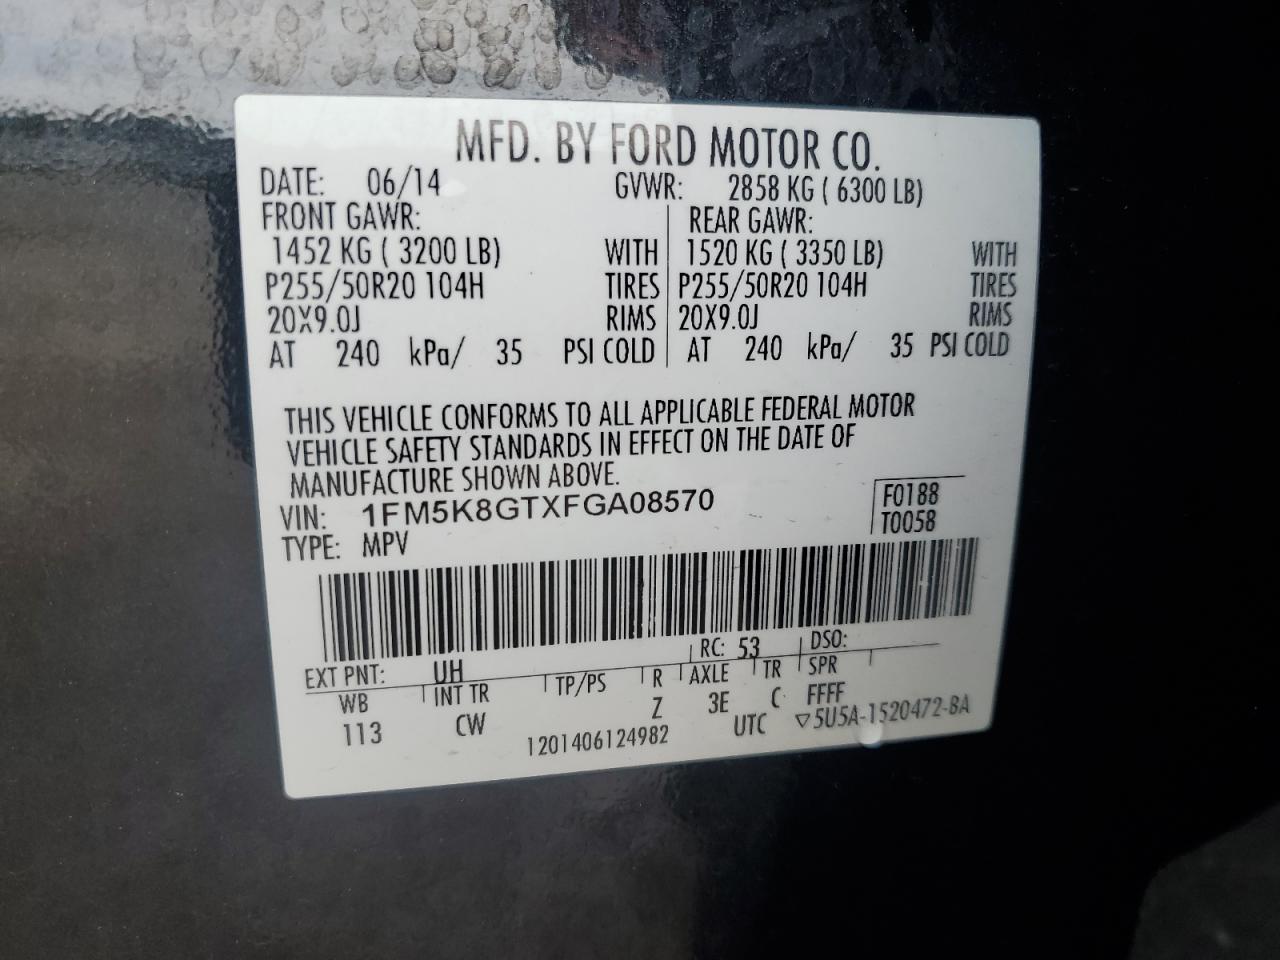 MFD. BY FORD MOTOR CO.
DATE: 06/14 GVWR: 2858 KG ( 6300 LB)
FRONT GAWR: REAR GAWR:
1452 KG ( 3200 LB) WITH 1520 KG ( 3350 LB) WITH
P255/50R20 104H TIRES P255/50R20 104H TIRES
20X9.0J RIMS 20X9.0J RIMS
AT 240 kPa/ 35 PSI COLD AT 240 kPa/ 35 PSI COLD
THIS VEHICLE CONFORMS TO ALL APPLICABLE FEDERAL MOTOR
VEHICLE SAFETY STANDARDS IN EFFECT ON THE DATE OF
MANUFACTURE SHOWN ABOVE.
VIN: 1FM5K8GTXFGA08570 F0188
TYPE: MPV T0058
RC: 53 DSO:
EXT PNT: UH
WB INT TR TP/PS R AXLE TR SPR
113 CW Z 3E C FFFF
1201406124982 UTC ▽5U5A-1520472-BA